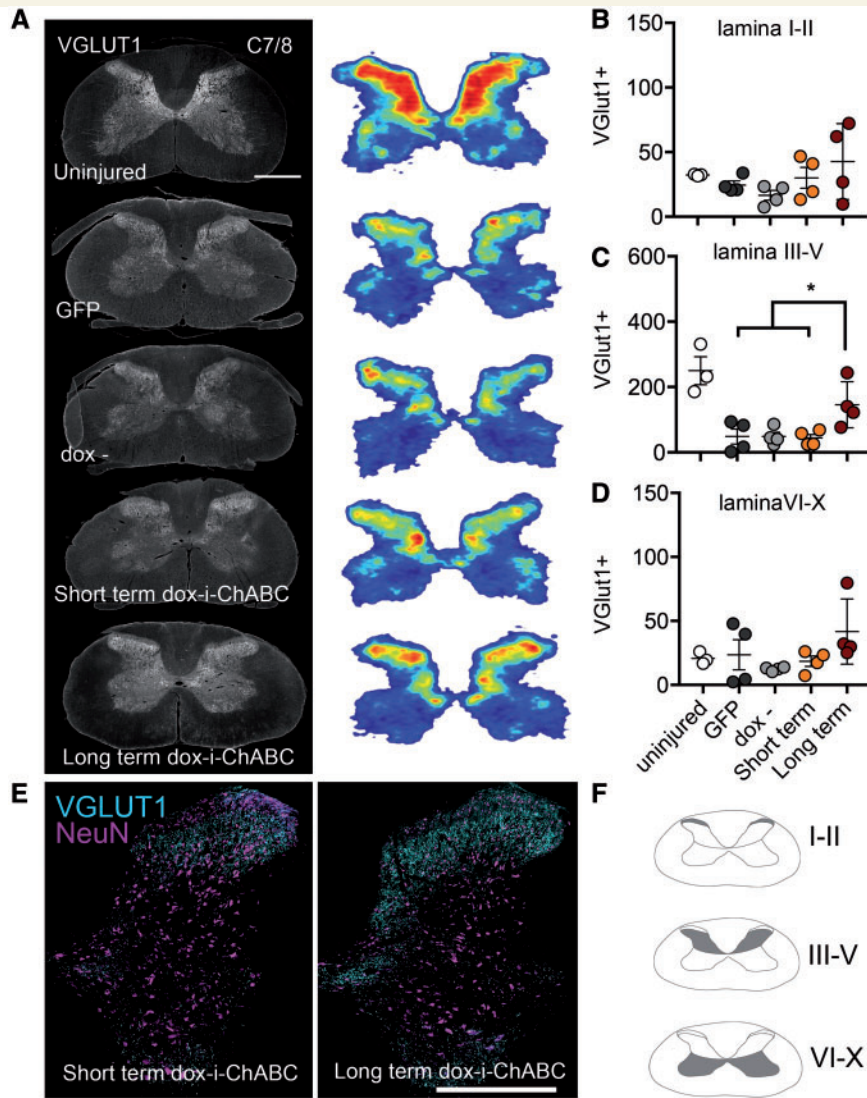 A
VGLUT1
C7/8
Uninjured
GFP
dox -
Short term dox-i-ChABC
Long term dox-i-ChABC
B
lamina I-II
VGlut1+
150
100
50
0
C
lamina III-V
VGlut1+
600
400
200
0
*
D
laminaVI-X
VGlut1+
150
100
50
0
uninjured
GFP
dox -
Short term
Long term
E
VGLUT1
NeuN
Short term dox-i-ChABC
Long term dox-i-ChABC
F
I-II
III-V
VI-X